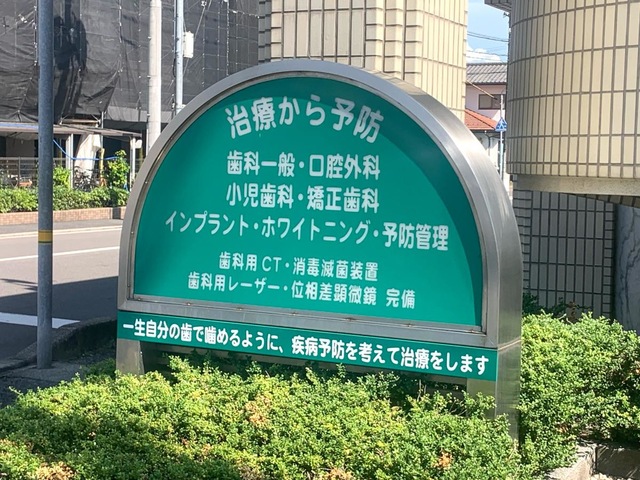 治療から予防
歯科一般・口腔外科
小児歯科・矯正歯科
インプラント・ホワイトニング・予防管理
歯科用CT・消毒滅菌装置
歯科用レーザー・位相差顕微鏡 完備
一生自分の歯で噛めるように、疾病予防を考えて治療をします